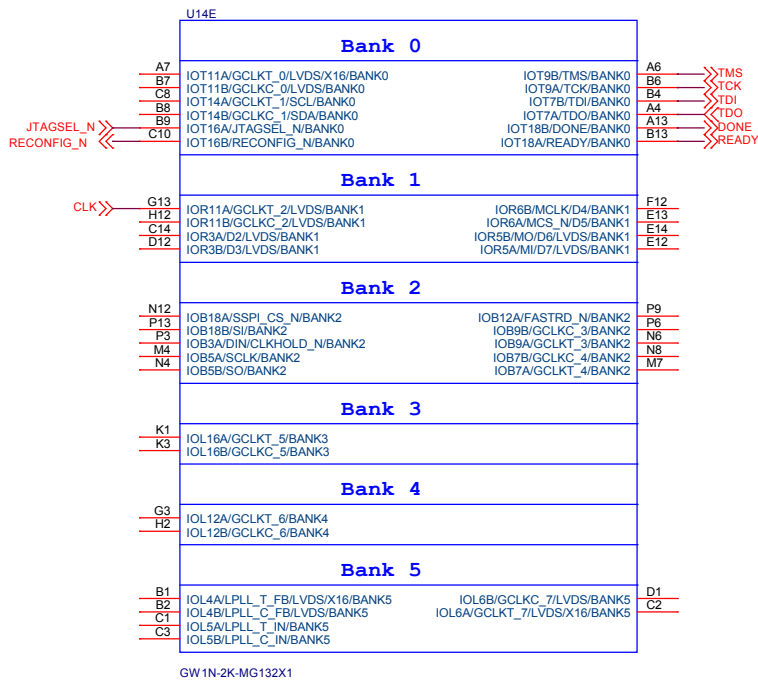 U14E
Bank 0
A7 IOT11A/GCLKT_0/LVDS/X16/BANK0 IOT9B/TMS/BANK0 A6 TMS
B7 IOT11B/GCLKC_0/LVDS/BANK0 IOT9A/TCK/BANK0 B6 TCK
C8 IOT14A/GCLKT_1/SCL/BANK0 IOT7B/TDI/BANK0 B4 TDI
B8 IOT14B/GCLKC_1/SDA/BANK0 IOT7A/TDO/BANK0 A4 TDO
JTAGSEL_N B9 IOT16A/JTAGSEL_N/BANK0 IOT18B/DONE/BANK0 A13 DONE
RECONFIG_N C10 IOT16B/RECONFIG_N/BANK0 IOT18A/READY/BANK0 B13 READY
Bank 1
CLK G13 IOR11A/GCLKT_2/LVDS/BANK1 IOR6B/MCLK/D4/BANK1 F12
H12 IOR11B/GCLKC_2/LVDS/BANK1 IOR6A/MCS_N/D5/BANK1 E13
C14 IOR3A/D2/LVDS/BANK1 IOR5B/MO/D6/LVDS/BANK1 E14
D12 IOR3B/D3/LVDS/BANK1 IOR5A/MI/D7/LVDS/BANK1 E12
Bank 2
N12 IOB18A/SSPI_CS_N/BANK2 IOB12A/FASTRD_N/BANK2 P9
P13 IOB18B/SI/BANK2 IOB9B/GCLKC_3/BANK2 P6
P3 IOB3A/DIN/CLKHOLD_N/BANK2 IOB9A/GCLKT_3/BANK2 N6
M4 IOB5A/SCLK/BANK2 IOB7B/GCLKC_4/BANK2 N8
N4 IOB5B/SO/BANK2 IOB7A/GCLKT_4/BANK2 M7
Bank 3
K1 IOL16A/GCLKT_5/BANK3
K3 IOL16B/GCLKC_5/BANK3
Bank 4
G3 IOL12A/GCLKT_6/BANK4
H2 IOL12B/GCLKC_6/BANK4
Bank 5
B1 IOL4A/LPLL_T_FB/LVDS/X16/BANK5 IOL6B/GCLKC_7/LVDS/BANK5 D1
B2 IOL4B/LPLL_C_FB/LVDS/BANK5 IOL6A/GCLKT_7/LVDS/X16/BANK5 C2
C1 IOL5A/LPLL_T_IN/BANK5
C3 IOL5B/LPLL_C_IN/BANK5
GW1N-2K-MG132X1